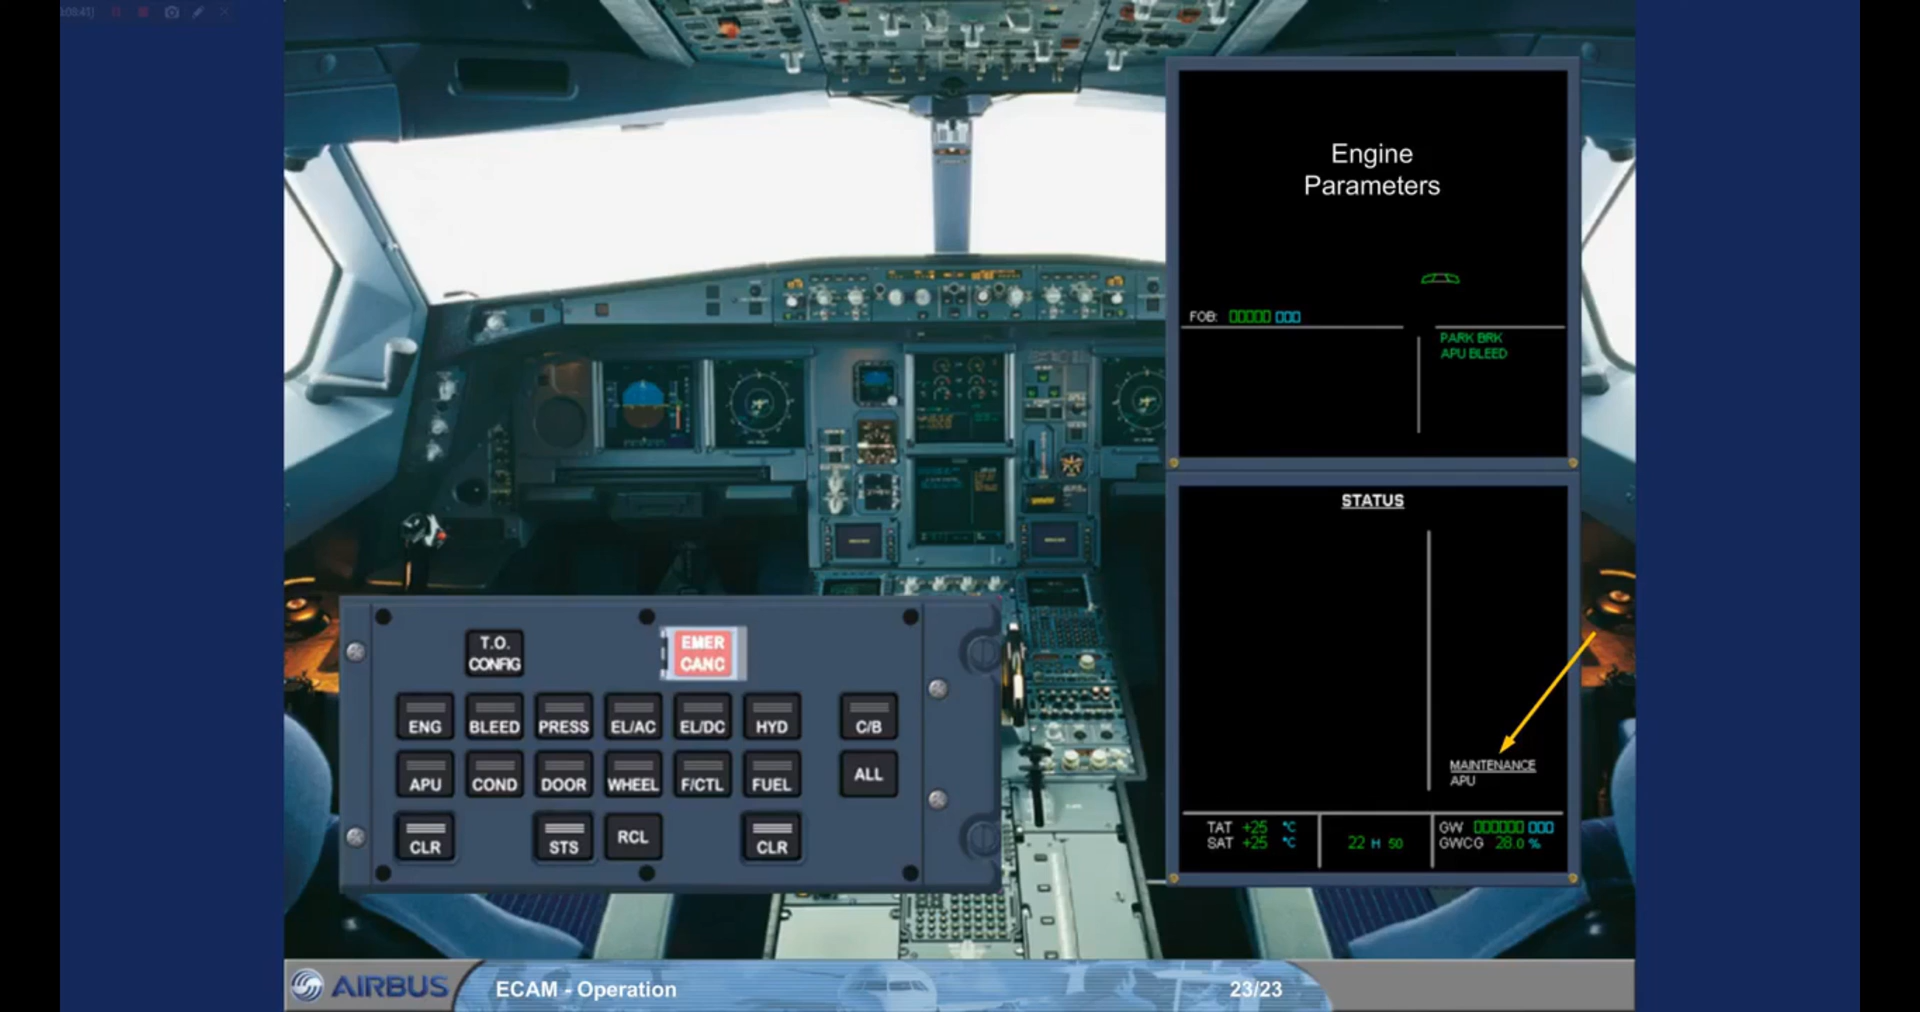 Engine
Parameters
FOB:
PARK BRK
APU BLEED
STATUS
MAINTENANCE
APU
TAT +25 °C
SAT +25 °C
22 H 50
GW
GWCG 28.0 %
T.O.
CONFIG
EMER
CANC
ENG BLEED PRESS EL/AC EL/DC HYD C/B
APU COND DOOR WHEEL F/CTL FUEL ALL
CLR STS RCL CLR
AIRBUS
ECAM - Operation
23/23